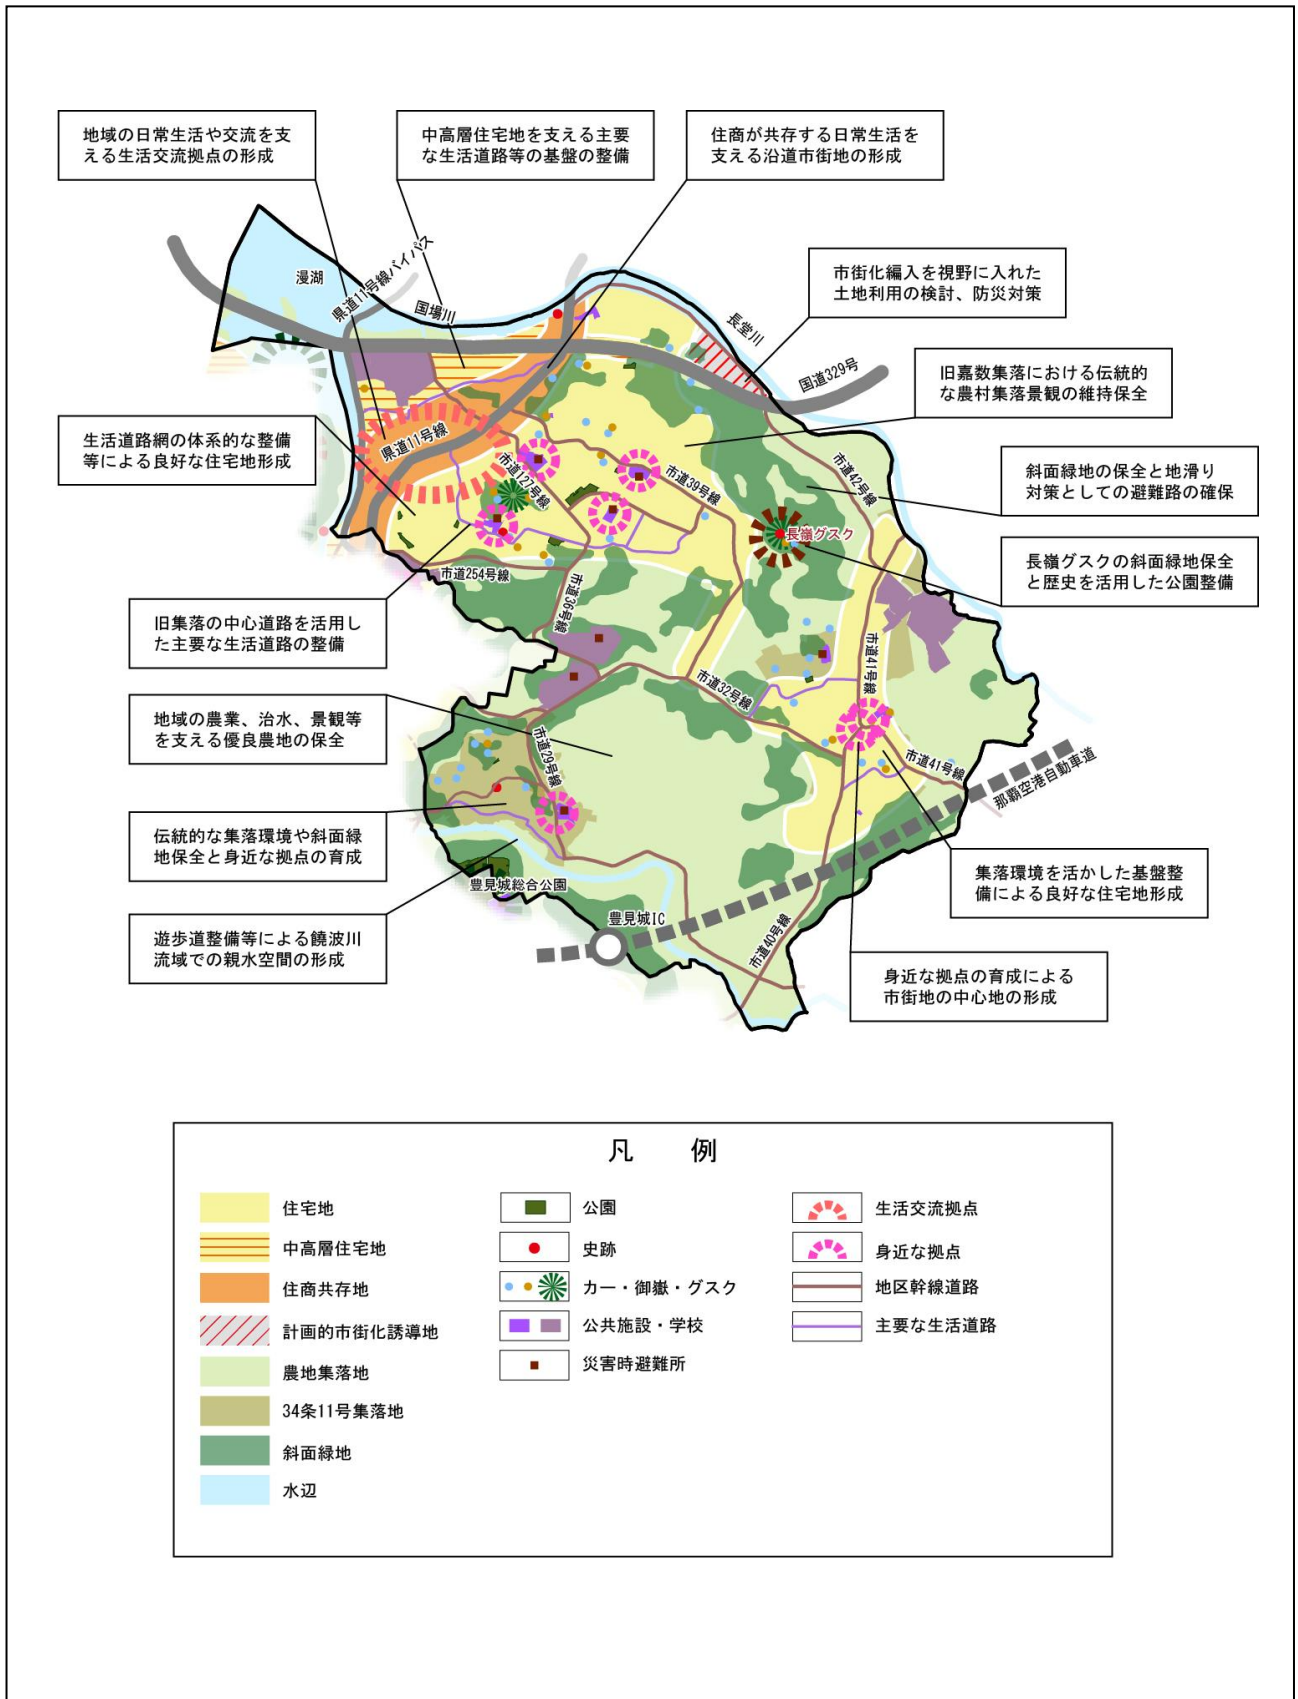 地域の日常生活や交流を支
える生活交流拠点の形成
中高層住宅地を支える主要
な生活道路等の基盤の整備
住商が共存する日常生活を
支える沿道市街地の形成
市街化編入を視野に入れた
土地利用の検討、防災対策
旧嘉数集落における伝統的
な農村集落景観の維持保全
生活道路網の体系的な整備
等による良好な住宅地形成
斜面緑地の保全と地滑り
対策としての避難路の確保
長嶺グスクの斜面緑地保全
と歴史を活用した公園整備
旧集落の中心道路を活用し
た主要な生活道路の整備
地域の農業、治水、景観等
を支える優良農地の保全
伝統的な集落環境や斜面緑
地保全と身近な拠点の育成
遊歩道整備等による饒波川
流域での親水空間の形成
集落環境を活かした基盤整
備による良好な住宅地形成
身近な拠点の育成による
市街地の中心地の形成
漫湖
県道11号線バイパス
国場川
長堂川
国道329号
県道11号線
市道127号線
市道39号線
市道42号線
長嶺グスク
市道254号線
市道36号線
市道41号線
市道32号線
市道29号線
市道41号線
那覇空港自動車道
豊見城総合公園
豊見城IC
市道40号線
凡 例
住宅地
中高層住宅地
住商共存地
計画的市街化誘導地
農地集落地
34条11号集落地
斜面緑地
水辺
公園
史跡
カー・御嶽・グスク
公共施設・学校
災害時避難所
生活交流拠点
身近な拠点
地区幹線道路
主要な生活道路